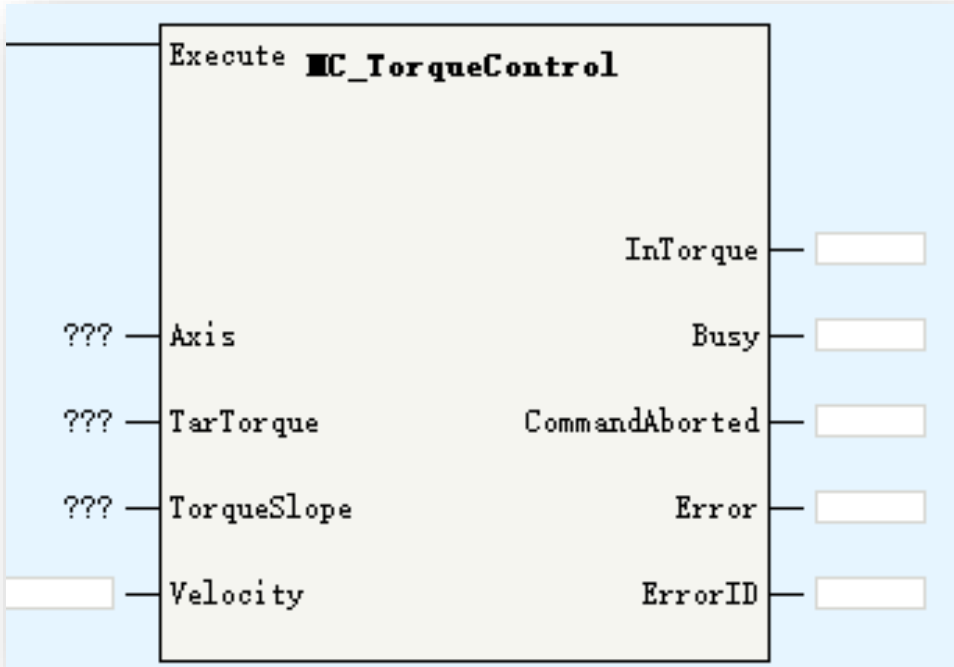 Execute
MC_TorqueControl
InTorque
??? Axis Busy
??? TarTorque CommandAborted
??? TorqueSlope Error
Velocity ErrorID